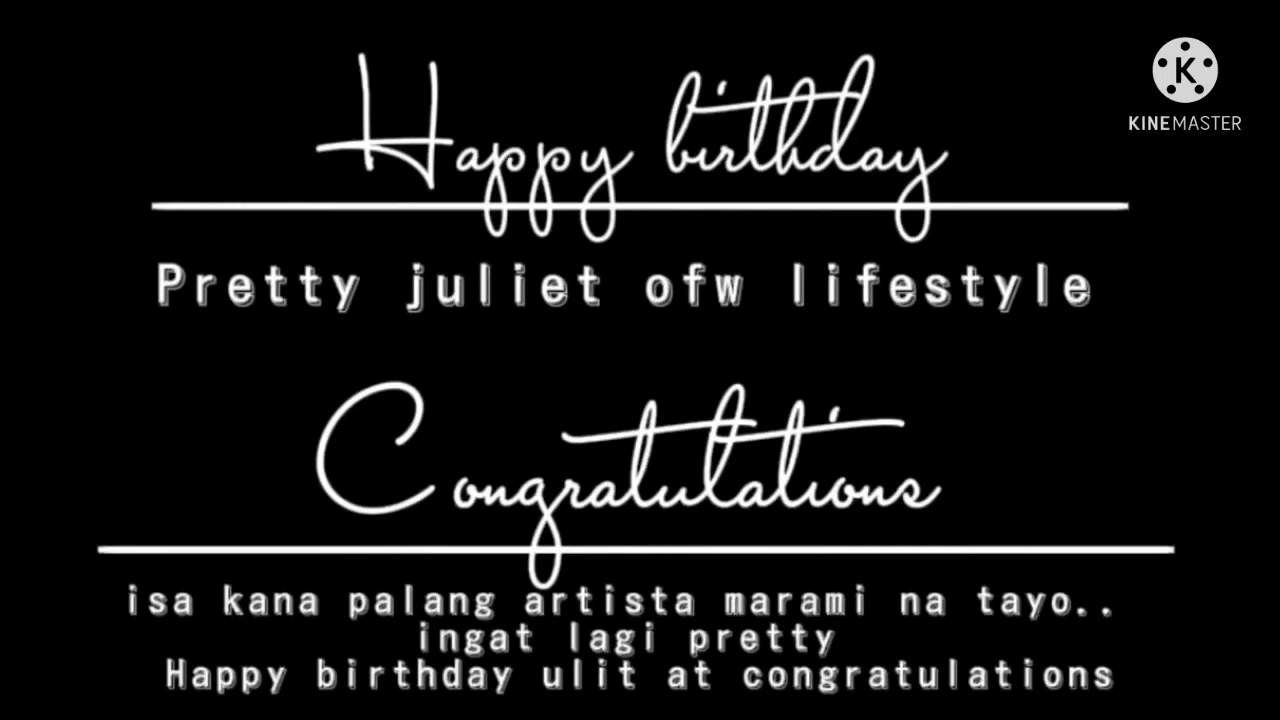 Happy birthday
Pretty juliet ofw lifestyle
Congratulations
isa kana palang artista marami na tayo..
ingat lagi pretty
Happy birthday ulit at congratulations
K
KINEMASTER